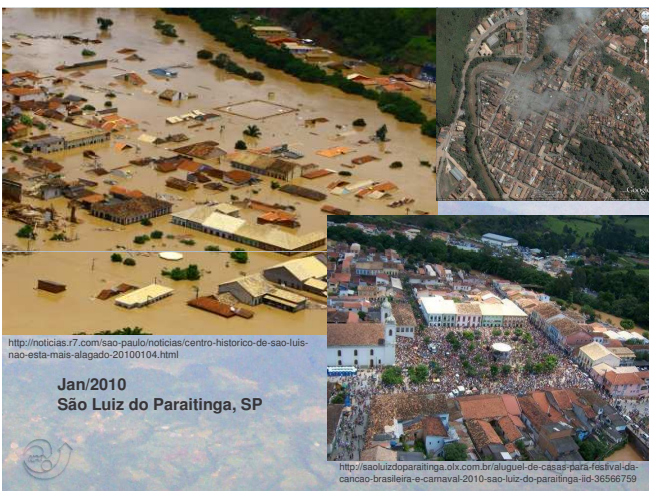 Google
http://noticias.r7.com/sao-paulo/noticias/centro-historico-de-sao-luis-
nao-esta-mais-alagado-20100104.html
Jan/2010
São Luiz do Paraitinga, SP
http://saoluizdoparaitinga.olx.com.br/aluguel-de-casas-para-festival-da-
cancao-brasileira-e-carnaval-2010-sao-luiz-do-paraitinga-iid-36566759